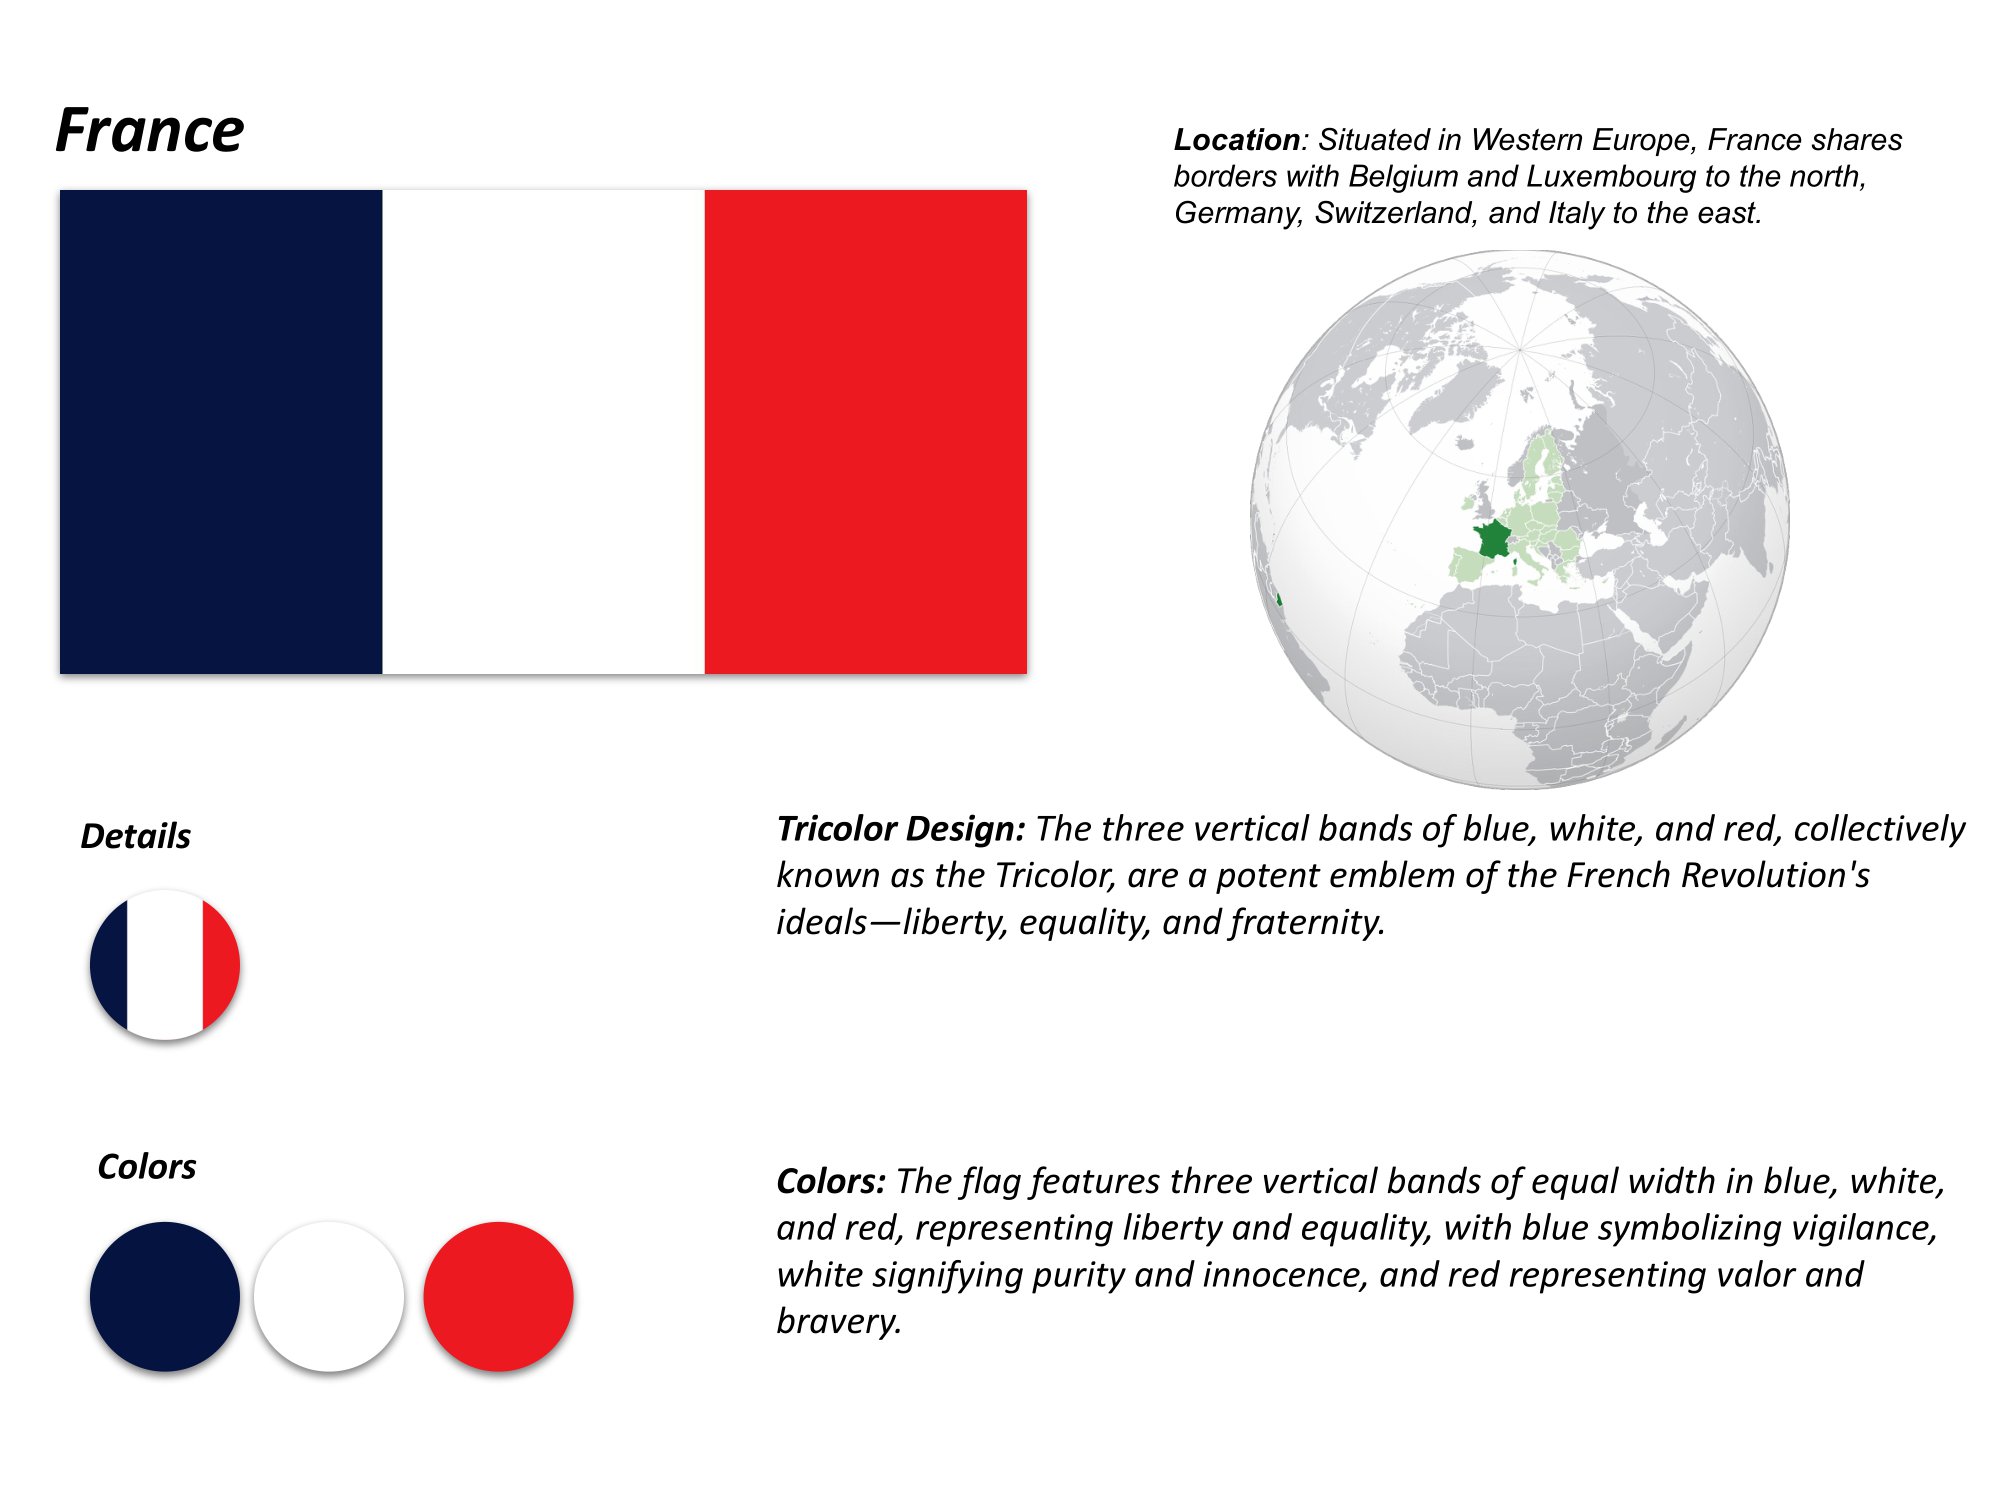 France
Location: Situated in Western Europe, France shares
borders with Belgium and Luxembourg to the north,
Germany, Switzerland, and Italy to the east.
Details
Tricolor Design: The three vertical bands of blue, white, and red, collectively
known as the Tricolor, are a potent emblem of the French Revolution's
ideals—liberty, equality, and fraternity.
Colors
Colors: The flag features three vertical bands of equal width in blue, white,
and red, representing liberty and equality, with blue symbolizing vigilance,
white signifying purity and innocence, and red representing valor and
bravery.